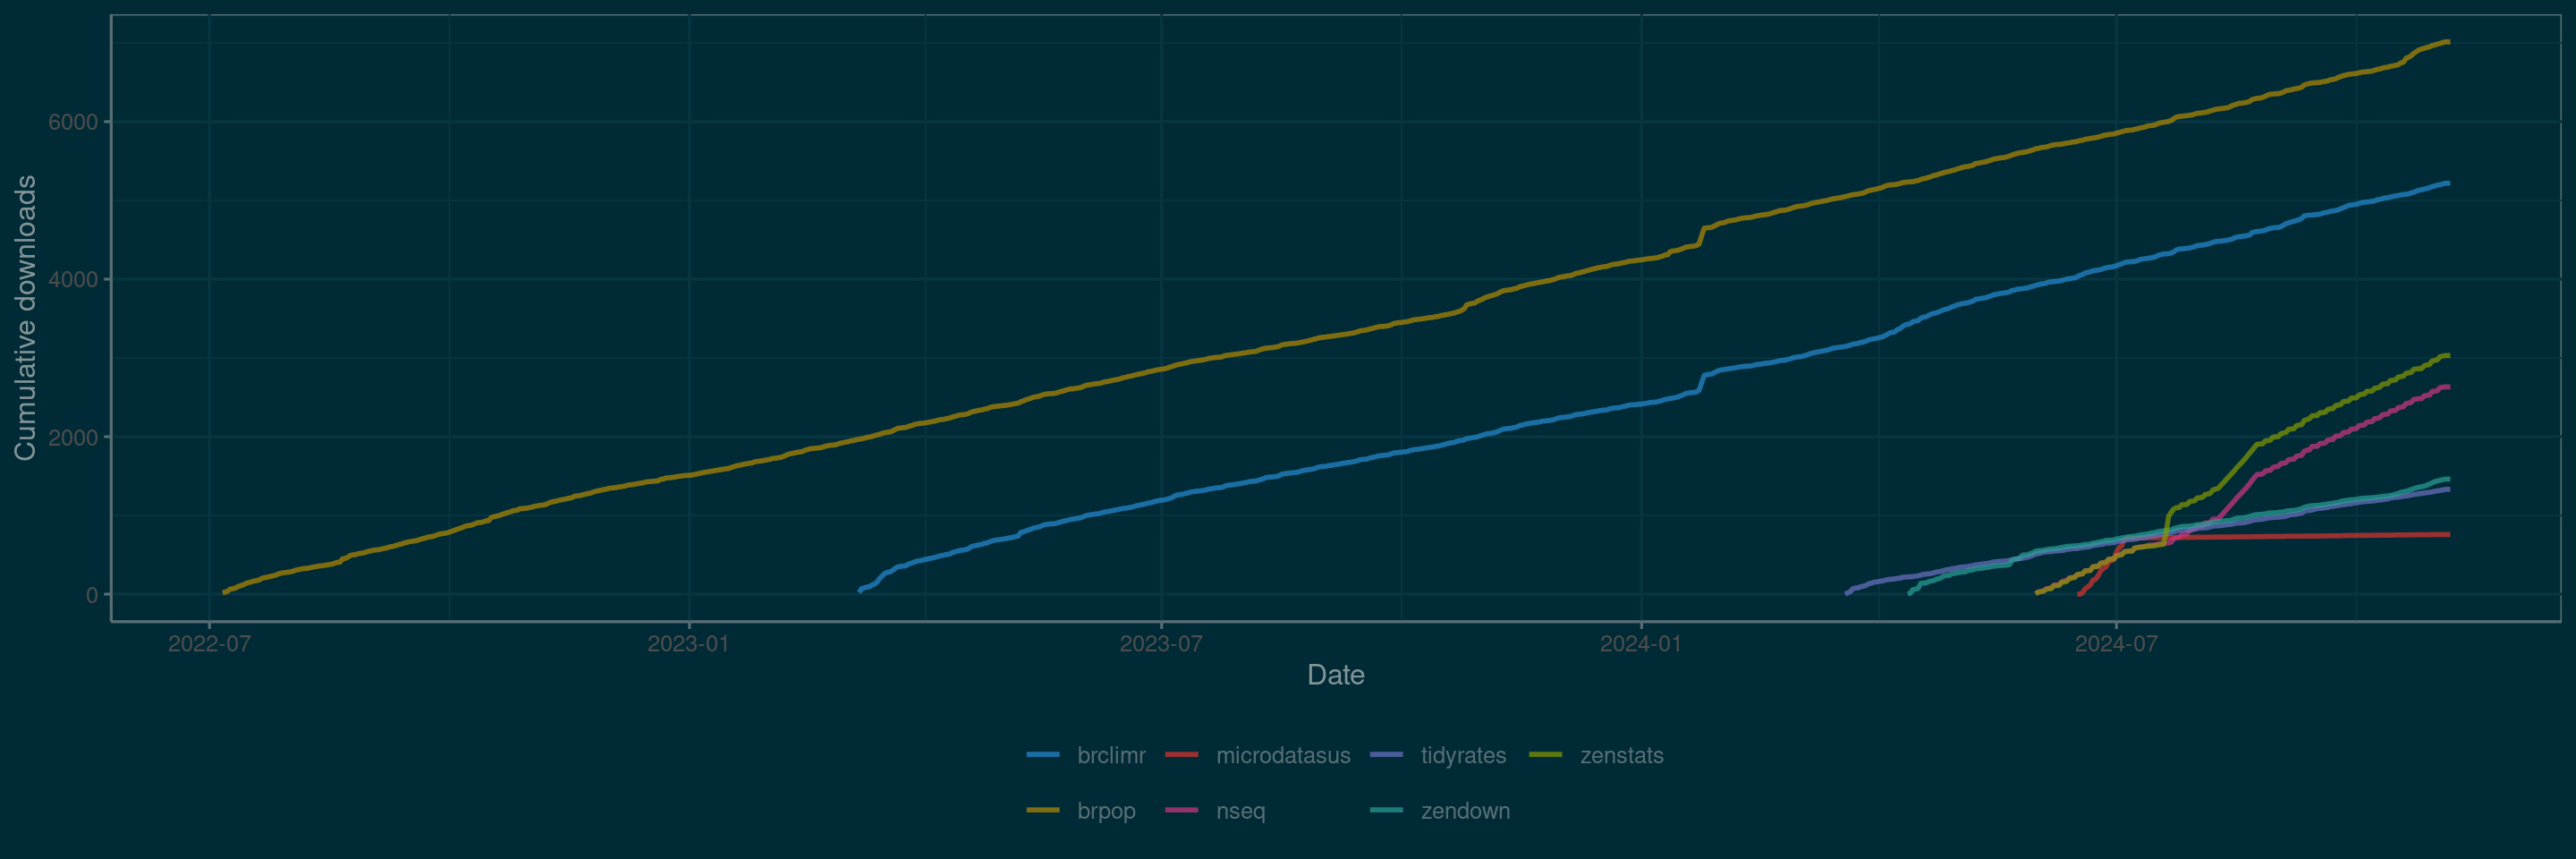 Cumulative downloads
6000
4000
2000
0
2022-07 2023-01 2023-07 2024-01 2024-07
Date
brclimr microdatasus tidyrates zenstats
brpop nseq zendown